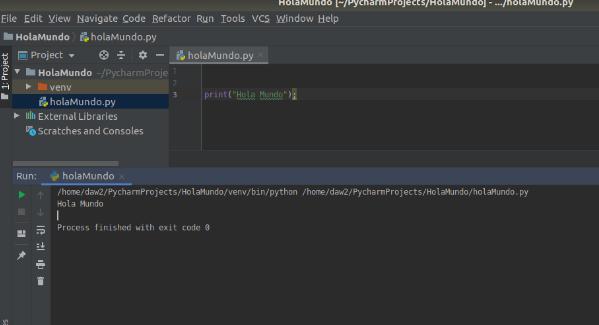 HolaMundo [~/PycharmProjects/HolaMundo] - .../holaMundo.py
File Edit View Navigate Code Refactor Run Tools VCS Window Help
HolaMundo holaMundo.py
1: Project
Project
holaMundo.py
HolaMundo ~/PycharmProje
venv
holaMundo.py
External Libraries
Scratches and Consoles
1
2
3 print("Hola Mundo");
Run: holaMundo
/home/daw2/PycharmProjects/HolaMundo/venv/bin/python /home/daw2/PycharmProjects/HolaMundo/holaMundo.py
Hola Mundo
Process finished with exit code 0